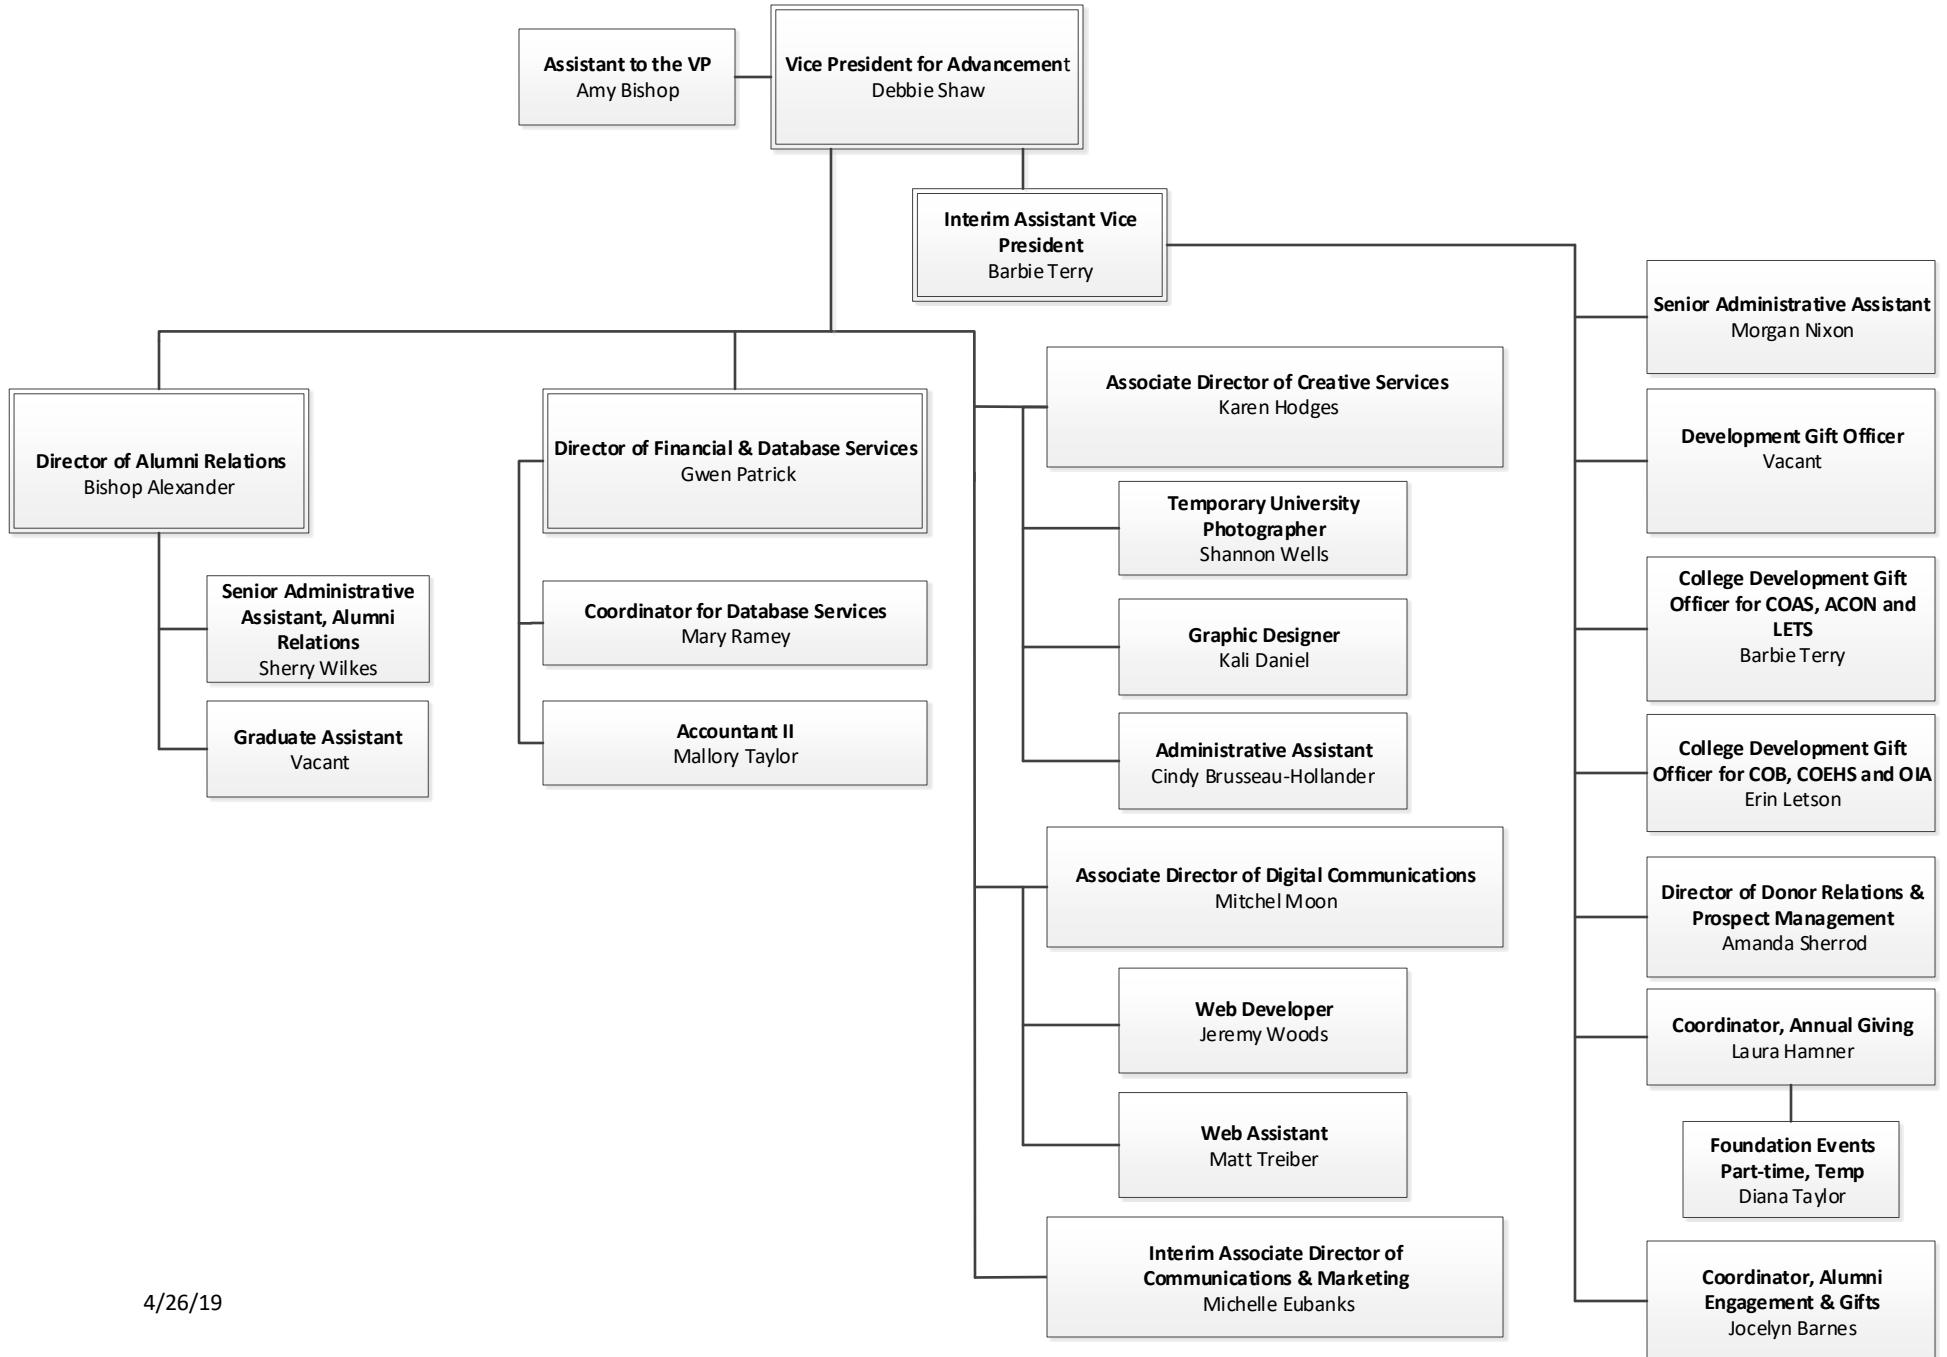 Assistant to the VP
Amy Bishop
Vice President for Advancement
Debbie Shaw
Interim Assistant Vice
President
Barbie Terry
Director of Alumni Relations
Bishop Alexander
Senior Administrative
Assistant, Alumni
Relations
Sherry Wilkes
Graduate Assistant
Vacant
Director of Financial & Database Services
Gwen Patrick
Coordinator for Database Services
Mary Ramey
Accountant II
Mallory Taylor
Associate Director of Creative Services
Karen Hodges
Temporary University
Photographer
Shannon Wells
Graphic Designer
Kali Daniel
Administrative Assistant
Cindy Brusseau-Hollander
Associate Director of Digital Communications
Mitchel Moon
Web Developer
Jeremy Woods
Web Assistant
Matt Treiber
Interim Associate Director of
Communications & Marketing
Michelle Eubanks
Senior Administrative Assistant
Morgan Nixon
Development Gift Officer
Vacant
College Development Gift
Officer for COAS, ACON and
LETS
Barbie Terry
College Development Gift
Officer for COB, COEHS and OIA
Erin Letson
Director of Donor Relations &
Prospect Management
Amanda Sherrod
Coordinator, Annual Giving
Laura Hamner
Foundation Events
Part-time, Temp
Diana Taylor
Coordinator, Alumni
Engagement & Gifts
Jocelyn Barnes
4/26/19